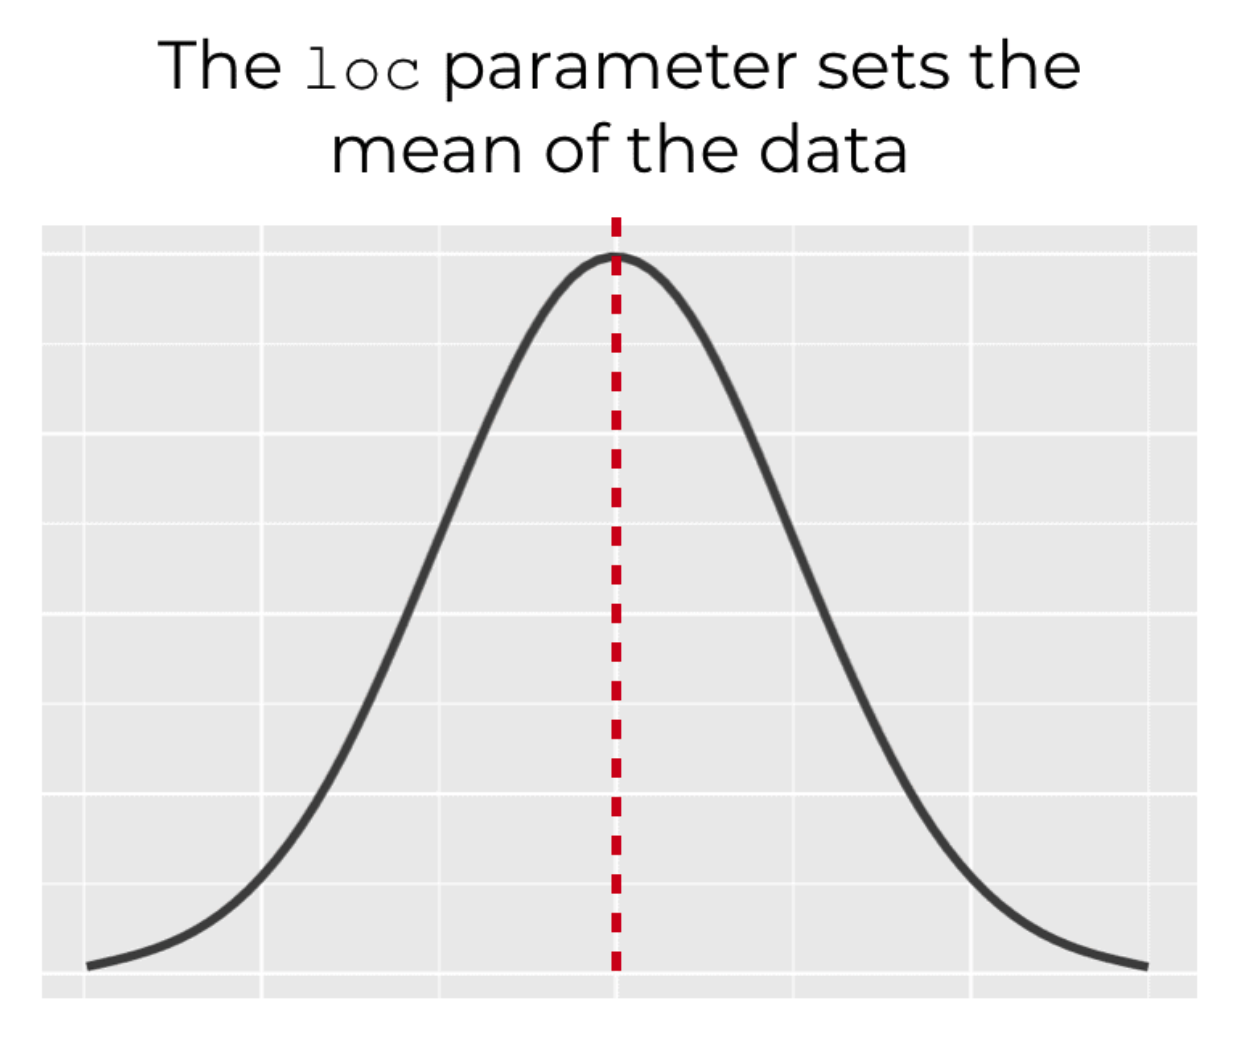 The loc parameter sets the
mean of the data